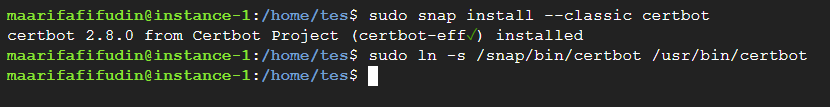 maarifafifudin@instance-1:/home/tes$ sudo snap install --classic certbot
certbot 2.8.0 from Certbot Project (certbot-eff✓) installed
maarifafifudin@instance-1:/home/tes$ sudo ln -s /snap/bin/certbot /usr/bin/certbot
maarifafifudin@instance-1:/home/tes$